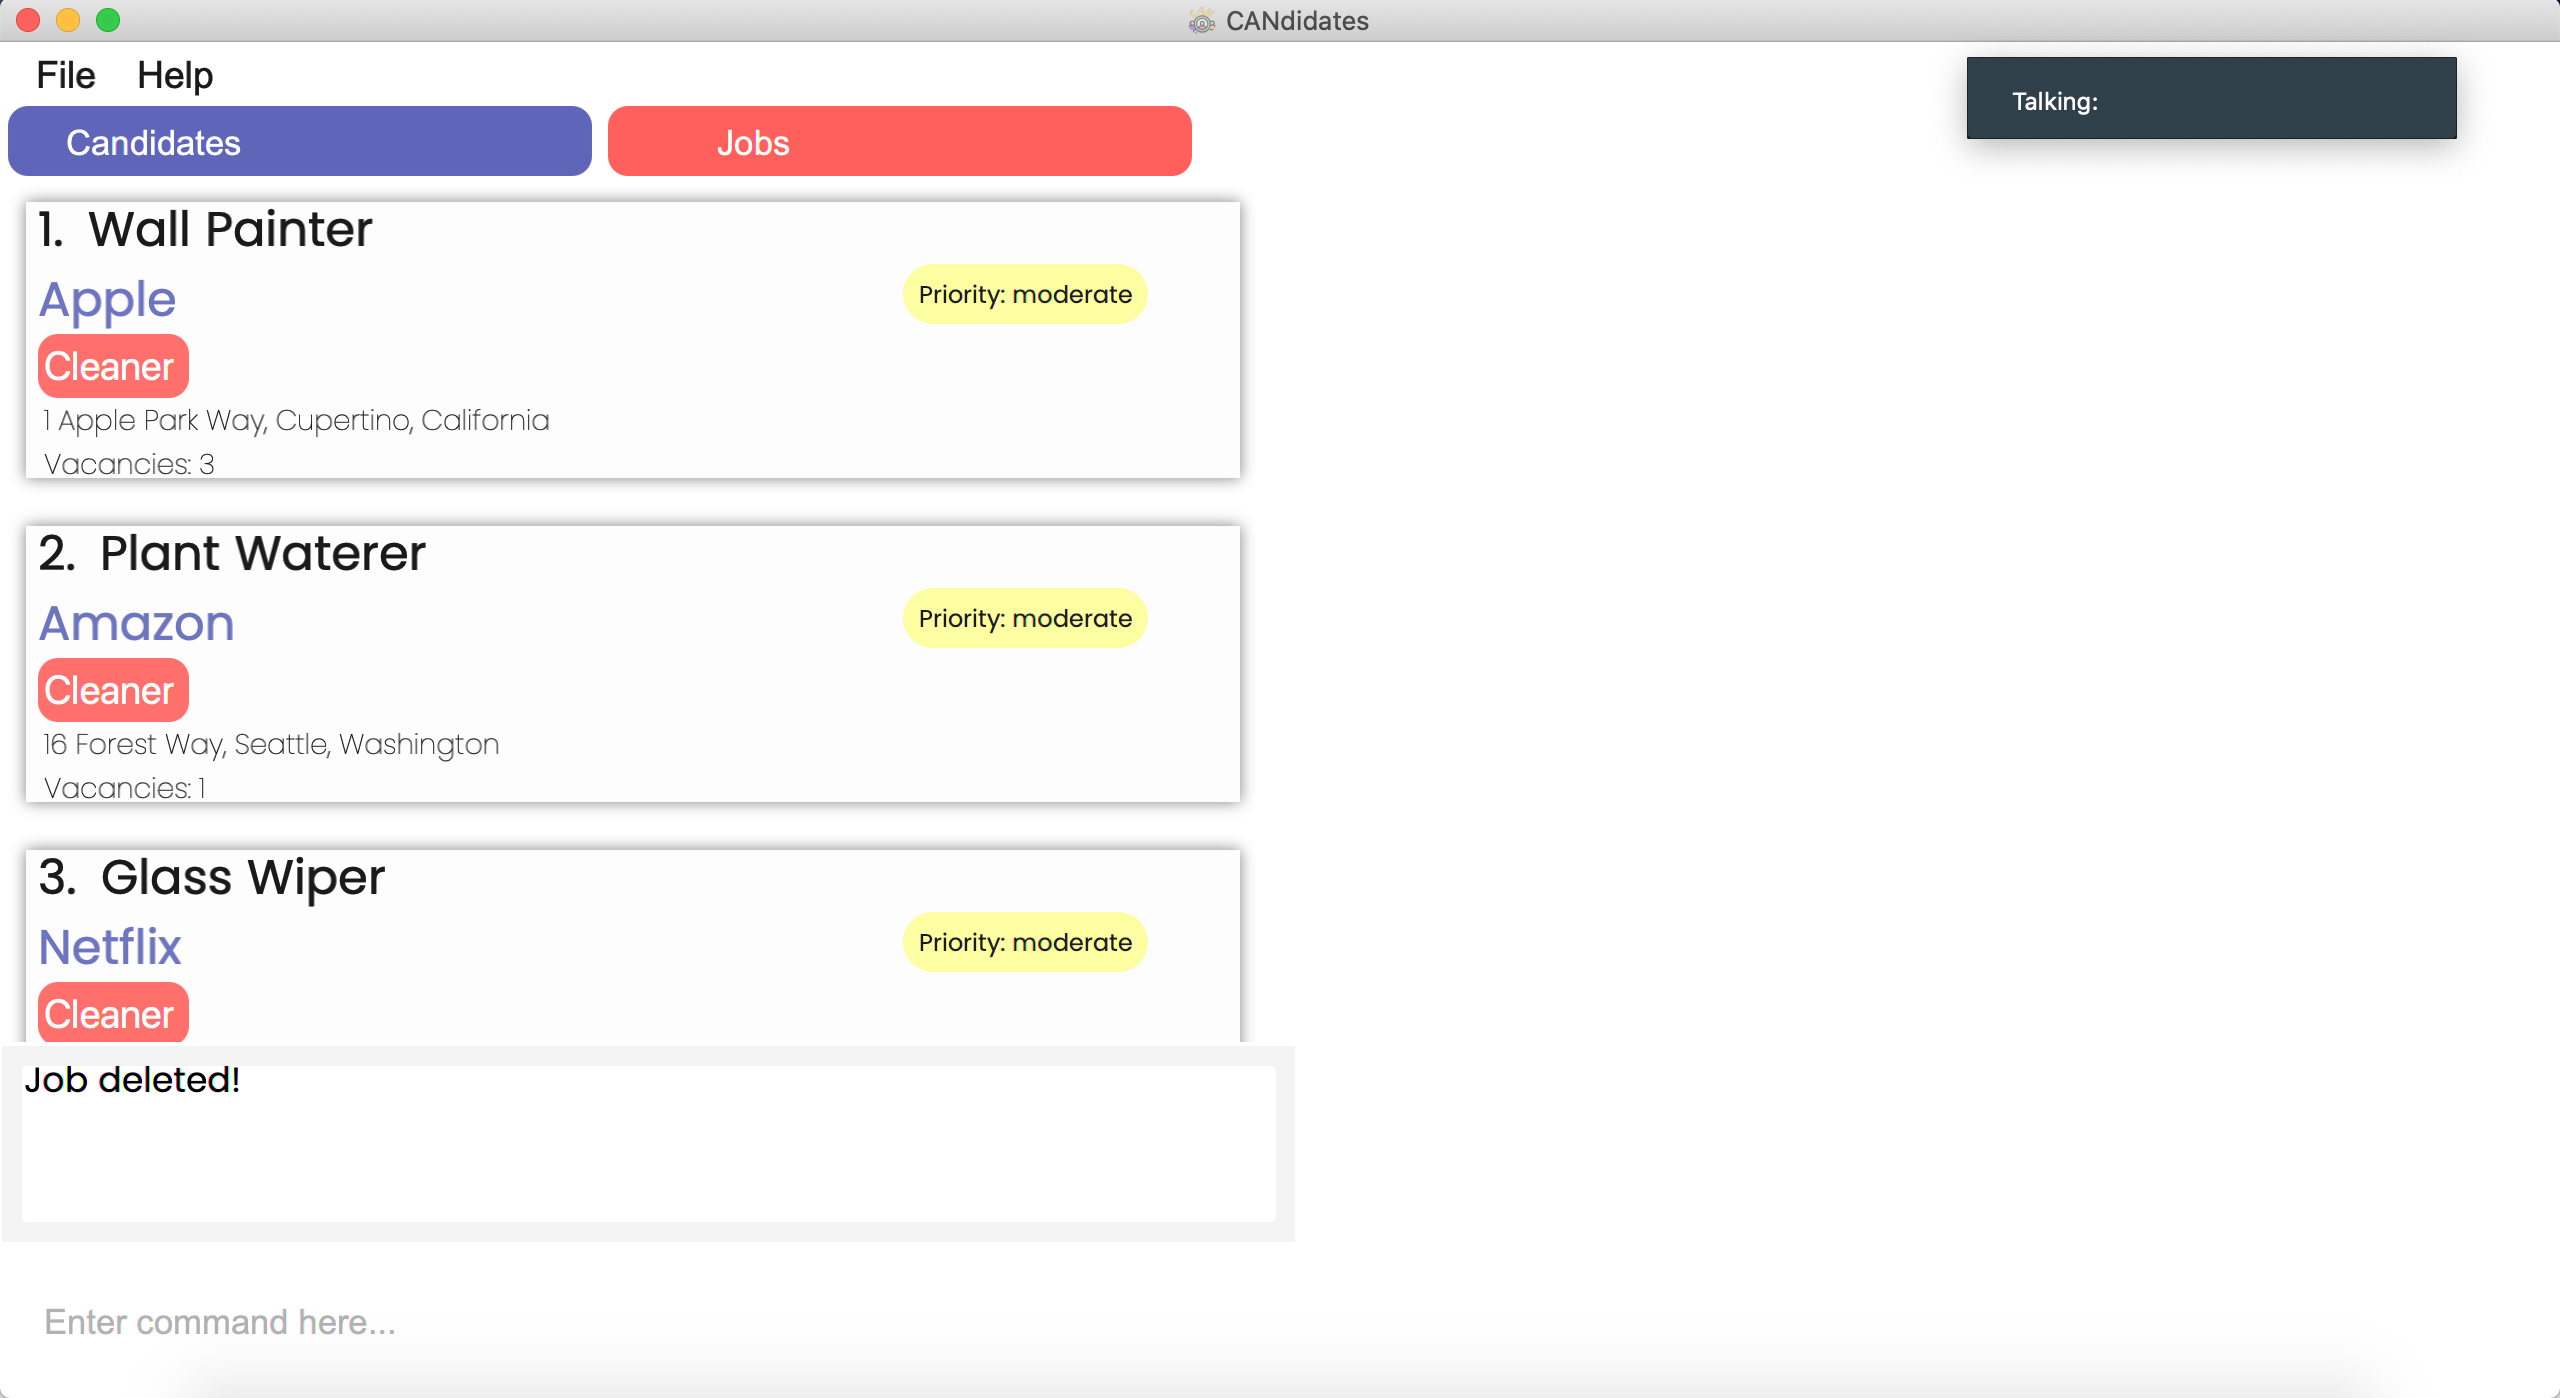 CANdidates
File Help
Talking:
Candidates Jobs
1. Wall Painter
Apple
Priority: moderate
Cleaner
1 Apple Park Way, Cupertino, California
Vacancies: 3
2. Plant Waterer
Amazon
Priority: moderate
Cleaner
16 Forest Way, Seattle, Washington
Vacancies: 1
3. Glass Wiper
Netflix
Priority: moderate
Cleaner
Job deleted!
Enter command here...